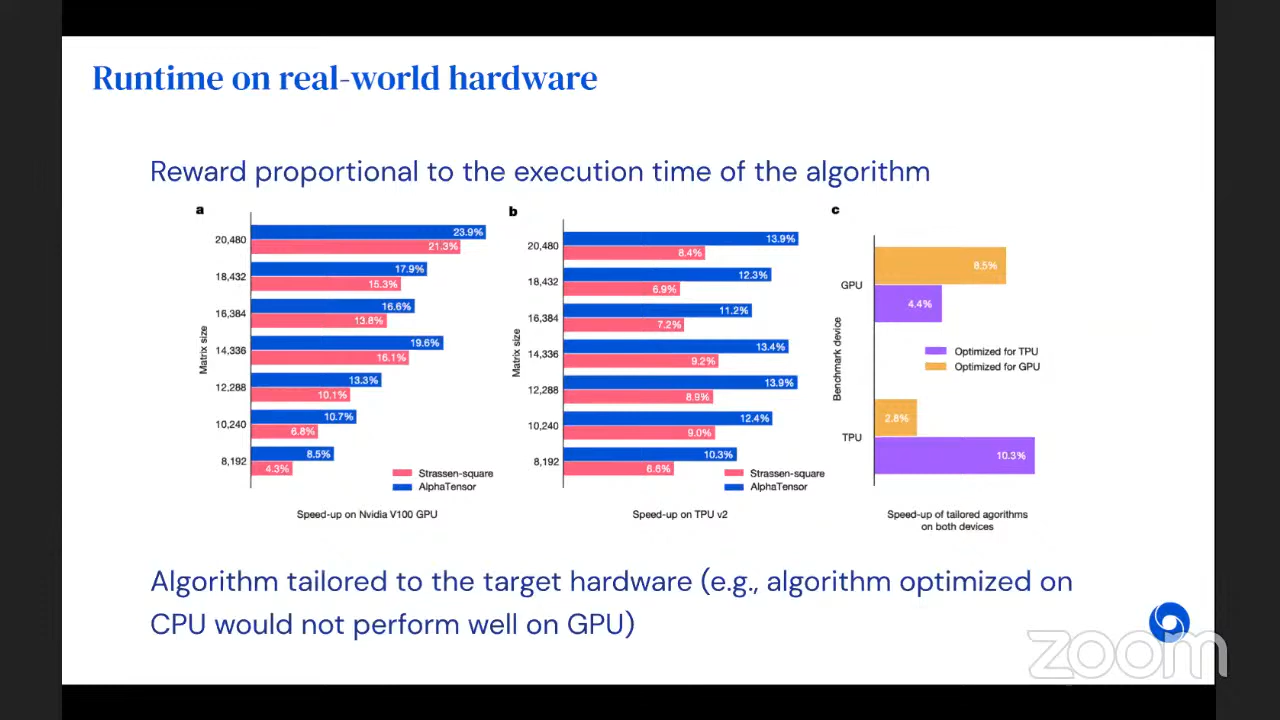 Runtime on real-world hardware
Reward proportional to the execution time of the algorithm
a
Matrix size
20,480
23.9%
21.3%
18,432
17.9%
15.3%
16,384
16.6%
13.8%
14,336
19.6%
16.1%
12,288
13.3%
10.1%
10,240
10.7%
6.8%
8,192
8.5%
4.3%
Strassen-square
AlphaTensor
Speed-up on Nvidia V100 GPU
b
Matrix size
20,480
13.9%
8.4%
18,432
12.3%
6.9%
16,384
11.2%
7.2%
14,336
13.4%
9.2%
12,288
13.9%
8.9%
10,240
12.4%
9.0%
8,192
10.3%
6.6%
Strassen-square
AlphaTensor
Speed-up on TPU v2
c
Benchmark device
GPU
8.5%
4.4%
Optimized for TPU
Optimized for GPU
TPU
2.8%
10.3%
Speed-up of tailored agorithms
on both devices
Algorithm tailored to the target hardware (e.g., algorithm optimized on
CPU would not perform well on GPU)
zoom